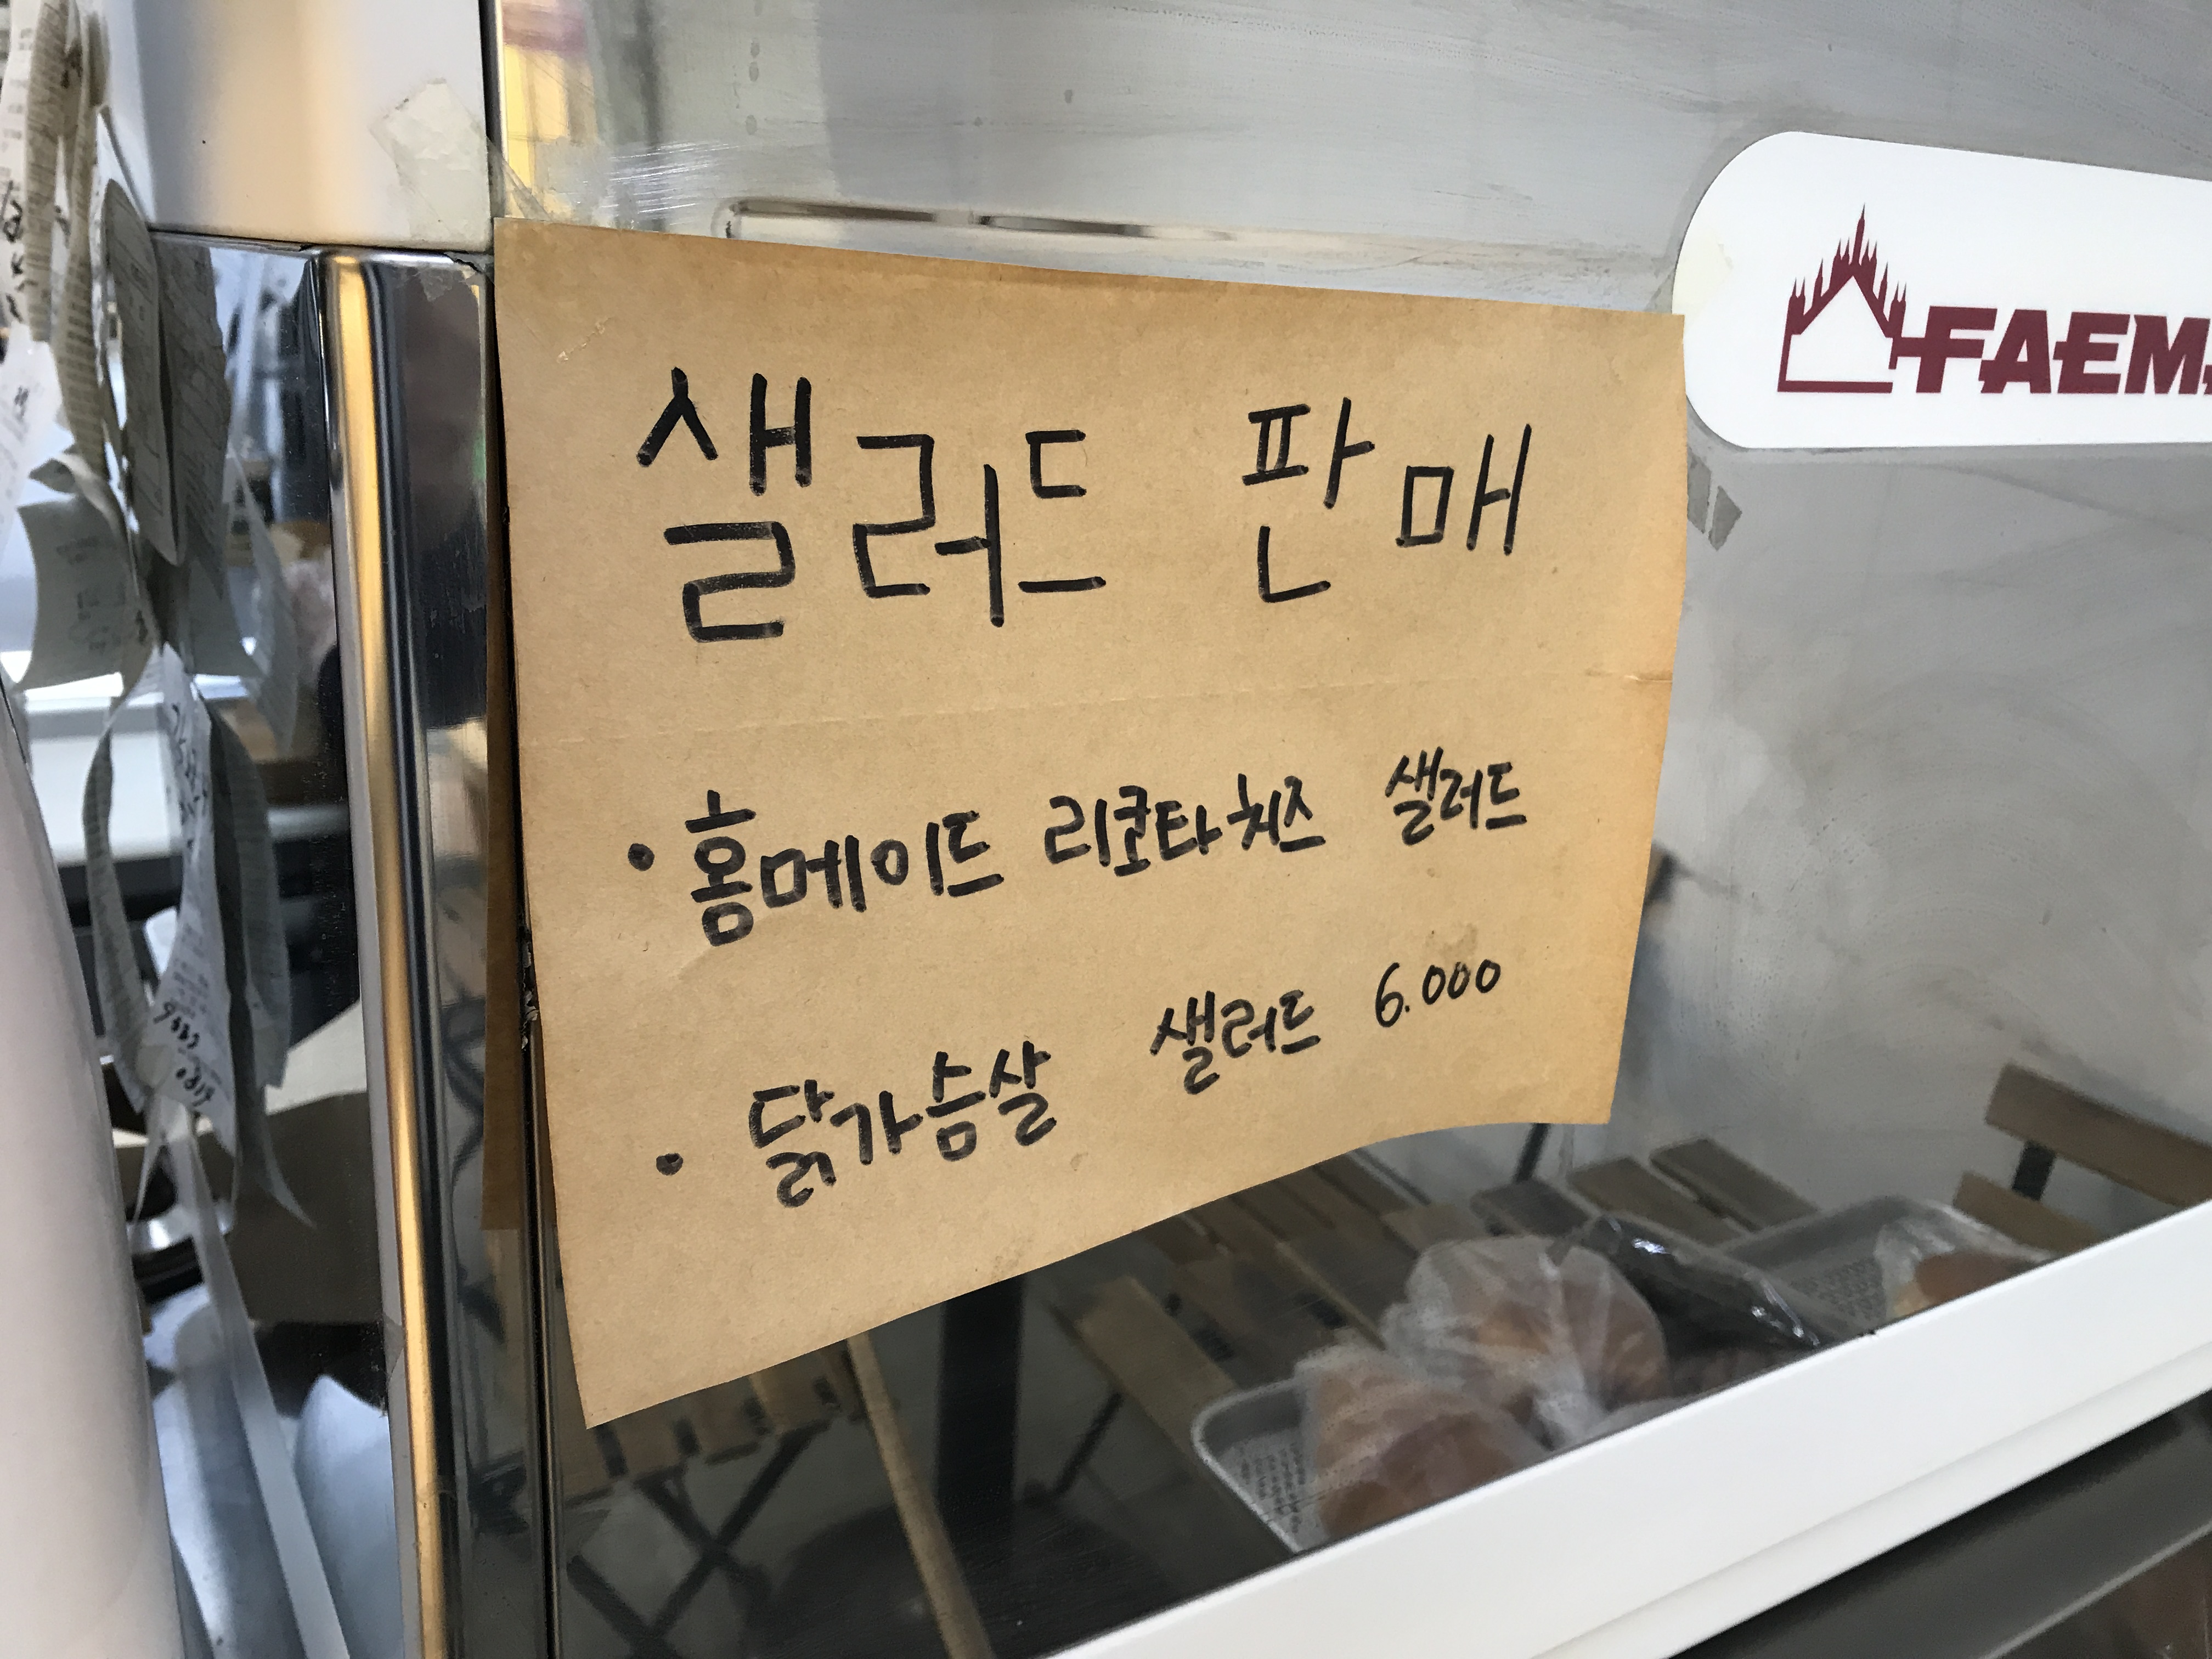 샐러드 판매
• 홈메이드 리코타치즈 샐러드
• 닭가슴살 샐러드 6.000
FAEM